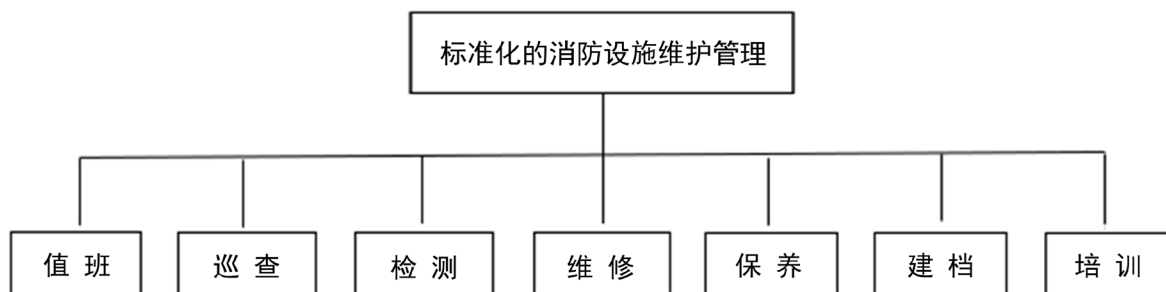 标准化的消防设施维护管理
值班
巡查
检测
维修
保养
建档
培训